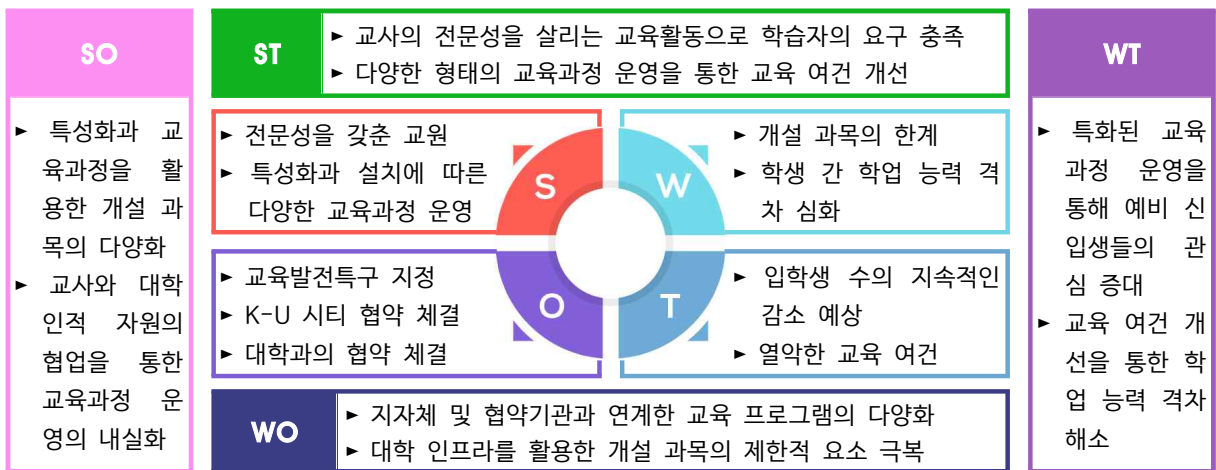 SO
► 특성화과 교
육과정을 활
용한 개설 과
목의 다양화
► 교사와 대학
인적 자원의
협업을 통한
교육과정 운
영의 내실화
ST
► 교사의 전문성을 살리는 교육활동으로 학습자의 요구 충족
► 다양한 형태의 교육과정 운영을 통한 교육 여건 개선
► 전문성을 갖춘 교원
► 특성화과 설치에 따른
다양한 교육과정 운영
S
W
► 개설 과목의 한계
► 학생 간 학업 능력 격
차 심화
► 교육발전특구 지정
► K-U 시티 협약 체결
► 대학과의 협약 체결
O
T
► 입학생 수의 지속적인
감소 예상
► 열악한 교육 여건
WO
► 지자체 및 협약기관과 연계한 교육 프로그램의 다양화
► 대학 인프라를 활용한 개설 과목의 제한적 요소 극복
WT
► 특화된 교육
과정 운영을
통해 예비 신
입생들의 관
심 증대
► 교육 여건 개
선을 통한 학
업 능력 격차
해소